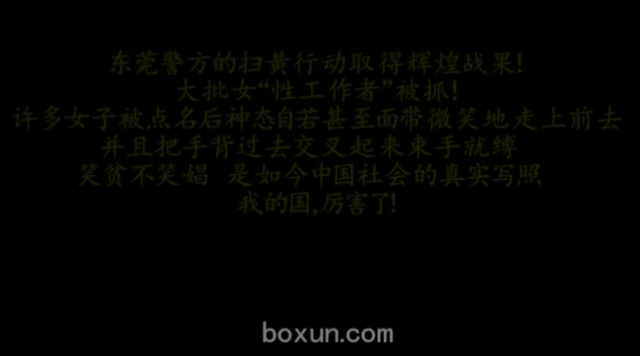 东莞警方的扫黄行动取得辉煌战果!
大批女“性工作者”被抓!
许多女子被点名后神态自若甚至面带微笑地走上前去
并且把手背过去交叉起来束手就缚
笑贫不笑娼 是如今中国社会的真实写照
我的国,厉害了!
boxun.com